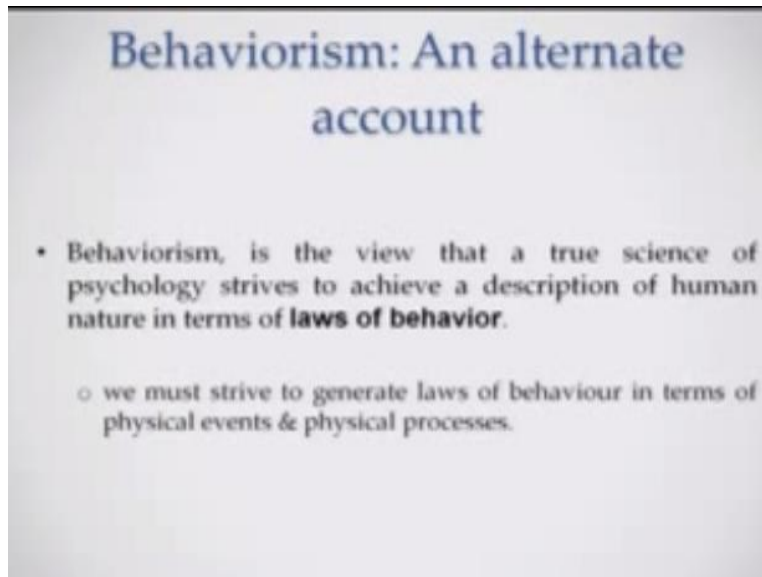 Behaviorism: An alternate
account
• Behaviorism, is the view that a true science of
psychology strives to achieve a description of human
nature in terms of laws of behavior.
o we must strive to generate laws of behaviour in terms of
physical events & physical processes.